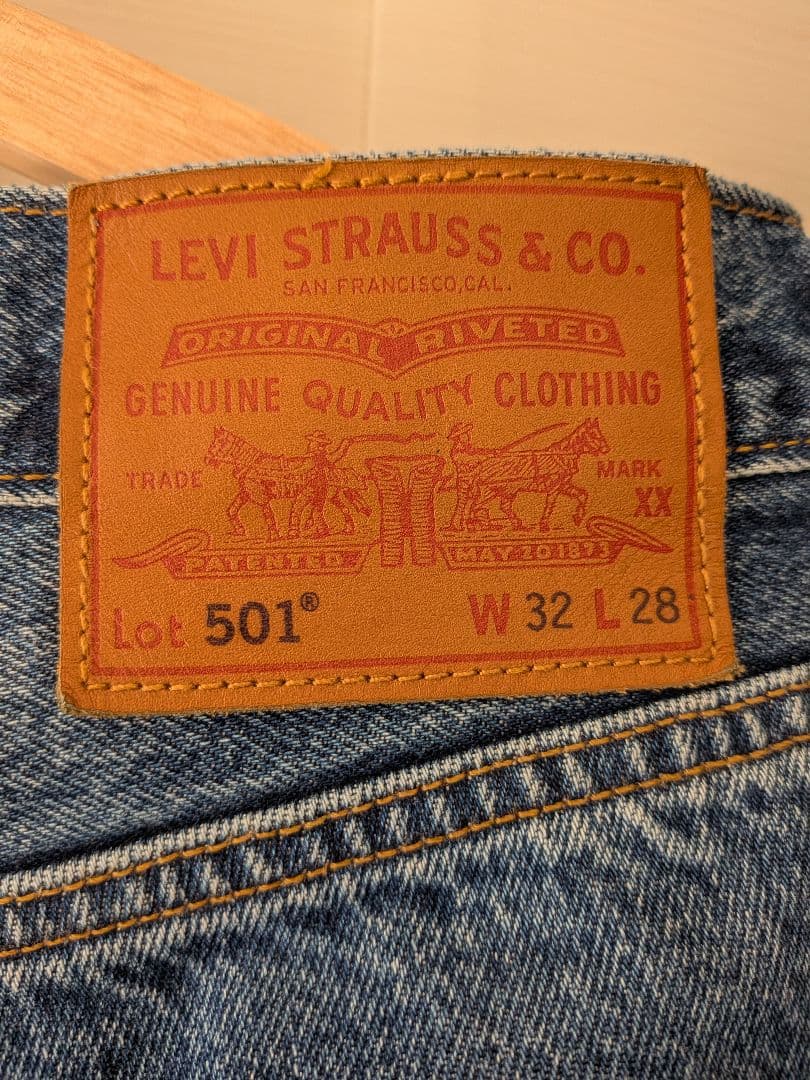 LEVI STRAUSS & CO.
SAN FRANCISCO, CAL.
ORIGINAL RIVETED
GENUINE QUALITY CLOTHING
TRADE MARK
XX
PATENTED MAY 20 1873
Lot 501® W 32 L 28